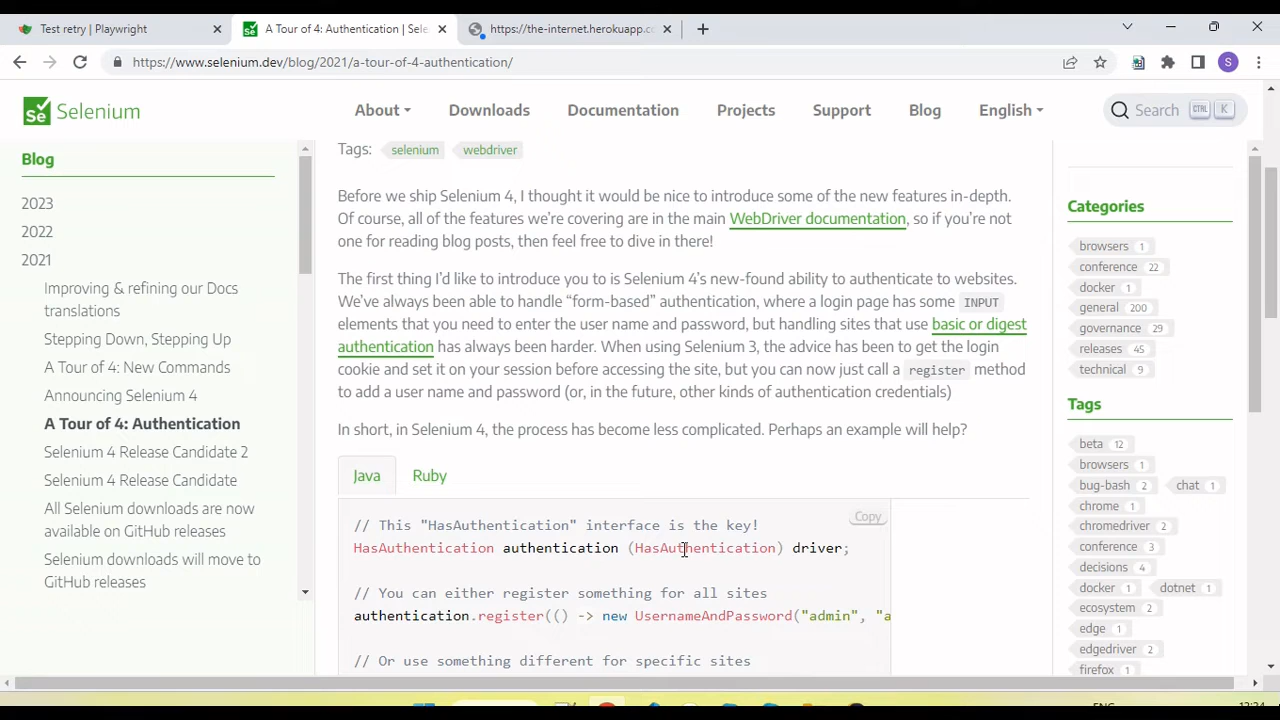 Test retry | Playwright
A Tour of 4: Authentication | Sele
https://the-internet.herokuapp.co
https://www.selenium.dev/blog/2021/a-tour-of-4-authentication/
S
Se Selenium
About
Downloads
Documentation
Projects
Support
Blog
English
Search CTRL K
Blog
2023
2022
2021
Improving & refining our Docs
translations
Stepping Down, Stepping Up
A Tour of 4: New Commands
Announcing Selenium 4
A Tour of 4: Authentication
Selenium 4 Release Candidate 2
Selenium 4 Release Candidate
All Selenium downloads are now
available on GitHub releases
Selenium downloads will move to
GitHub releases
Tags: selenium webdriver
Before we ship Selenium 4, I thought it would be nice to introduce some of the new features in-depth.
Of course, all of the features we're covering are in the main WebDriver documentation, so if you're not
one for reading blog posts, then feel free to dive in there!
The first thing I'd like to introduce you to is Selenium 4's new-found ability to authenticate to websites.
We've always been able to handle "form-based" authentication, where a login page has some INPUT
elements that you need to enter the user name and password, but handling sites that use basic or digest
authentication has always been harder. When using Selenium 3, the advice has been to get the login
cookie and set it on your session before accessing the site, but you can now just call a register method
to add a user name and password (or, in the future, other kinds of authentication credentials)
In short, in Selenium 4, the process has become less complicated. Perhaps an example will help?
Java Ruby
Copy
// This "HasAuthentication" interface is the key!
HasAuthentication authentication (HasAuthentication) driver;
// You can either register something for all sites
authentication.register(() -> new UsernameAndPassword("admin", "a
// Or use something different for specific sites
Categories
browsers 1
conference 22
docker 1
general 200
governance 29
releases 45
technical 9
Tags
beta 12
browsers 1
bug-bash 2 chat 1
chrome 1
chromedriver 2
conference 3
decisions 4
docker 1 dotnet 1
ecosystem 2
edge 1
edgedriver 2
firefox 1